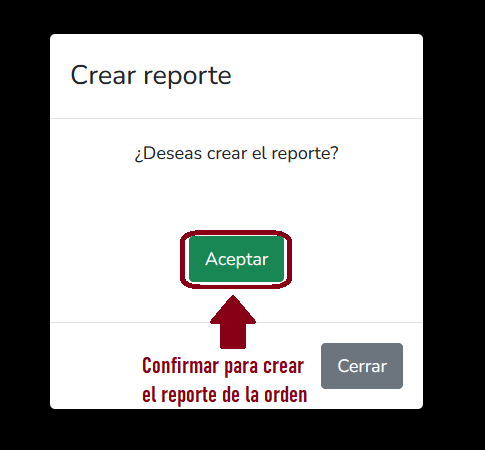 Crear reporte
¿Deseas crear el reporte?
Aceptar
Confirmar para crear
el reporte de la orden
Cerrar